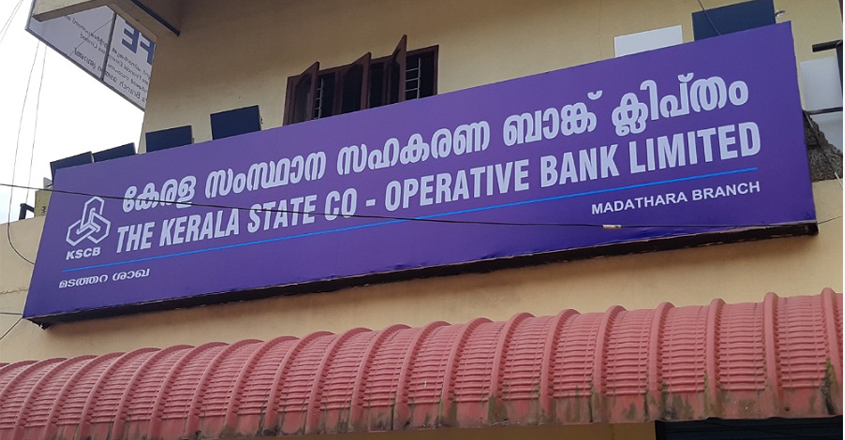 കേരള സംസ്ഥാന സഹകരണ ബാങ്ക് ക്ലിപ്തം
THE KERALA STATE CO - OPERATIVE BANK LIMITED
KSCB
MADATHARA BRANCH
മടത്തറ ശാഖ